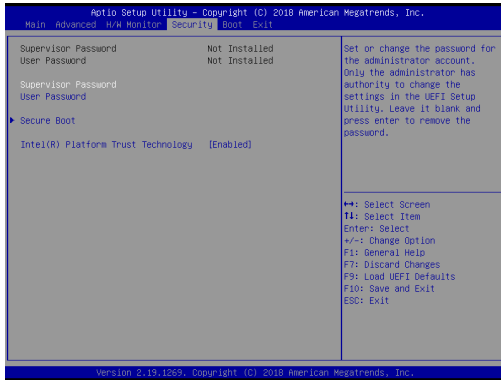 Aptio Setup Utility – Copyright (C) 2018 American Megatrends, Inc.
Main Advanced H/W Monitor Security Boot Exit
Supervisor Password Not Installed
User Password Not Installed
Supervisor Password
User Password
Secure Boot
Intel(R) Platform Trust Technology [Enabled]
Set or change the password for
the administrator account.
Only the administrator has
authority to change the
settings in the UEFI Setup
Utility. Leave it blank and
press enter to remove the
password.
↔: Select Screen
↑↓: Select Item
Enter: Select
+/-: Change Option
F1: General Help
F7: Discard Changes
F9: Load UEFI Defaults
F10: Save and Exit
ESC: Exit
Version 2.19.1269. Copyright (C) 2018 American Megatrends, Inc.